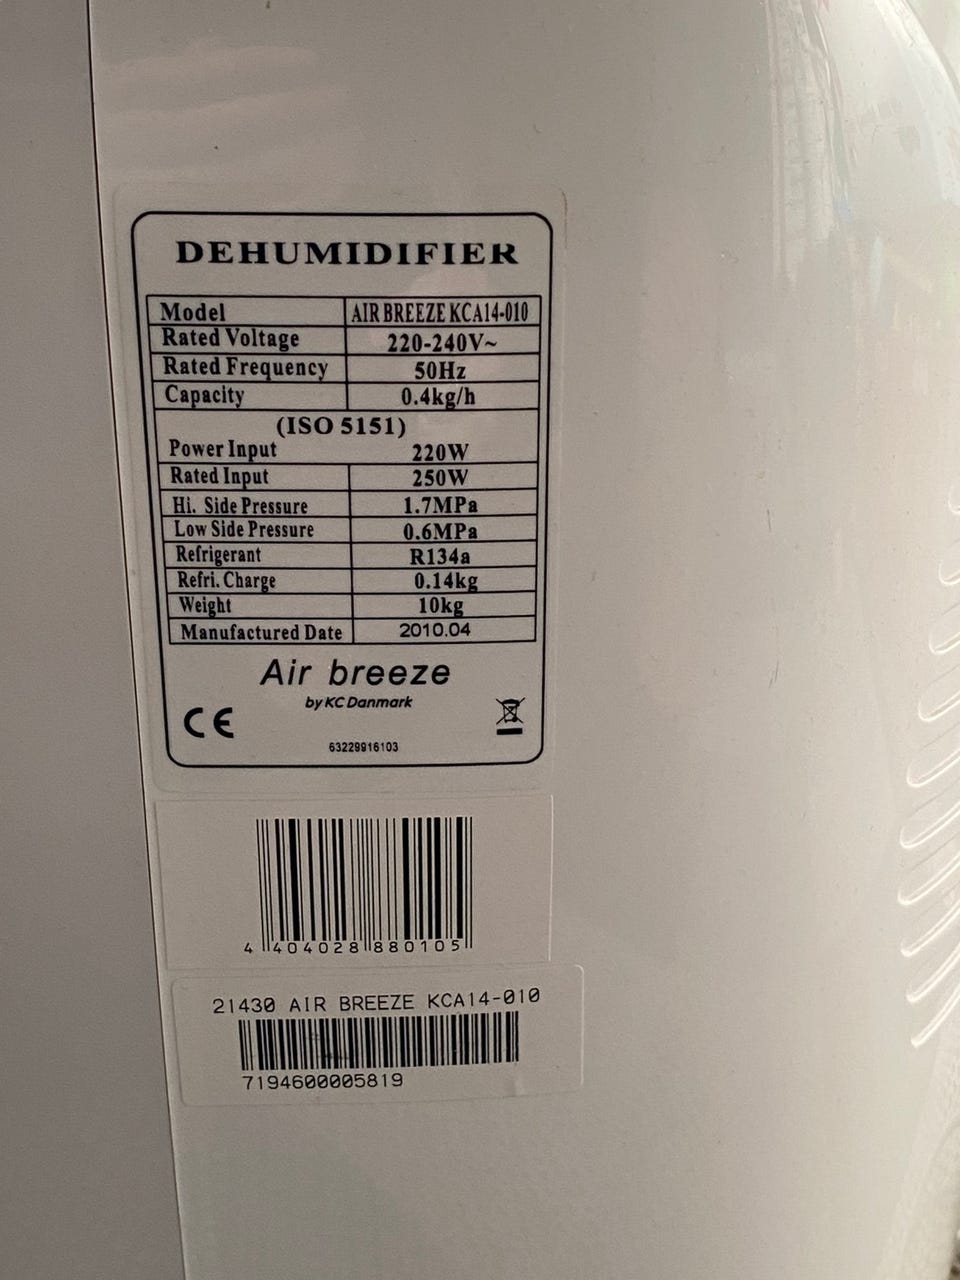 DEHUMIDIFIER
Model AIR BREEZE KCA14-010
Rated Voltage 220-240V~
Rated Frequency 50Hz
Capacity 0.4kg/h
(ISO 5151)
Power Input 220W
Rated Input 250W
Hi. Side Pressure 1.7MPa
Low Side Pressure 0.6MPa
Refrigerant R134a
Refri. Charge 0.14kg
Weight 10kg
Manufactured Date 2010.04
Air breeze
by KC Danmark
CE
63229916103
4 404028 880105
21430 AIR BREEZE KCA14-010
7194600005819